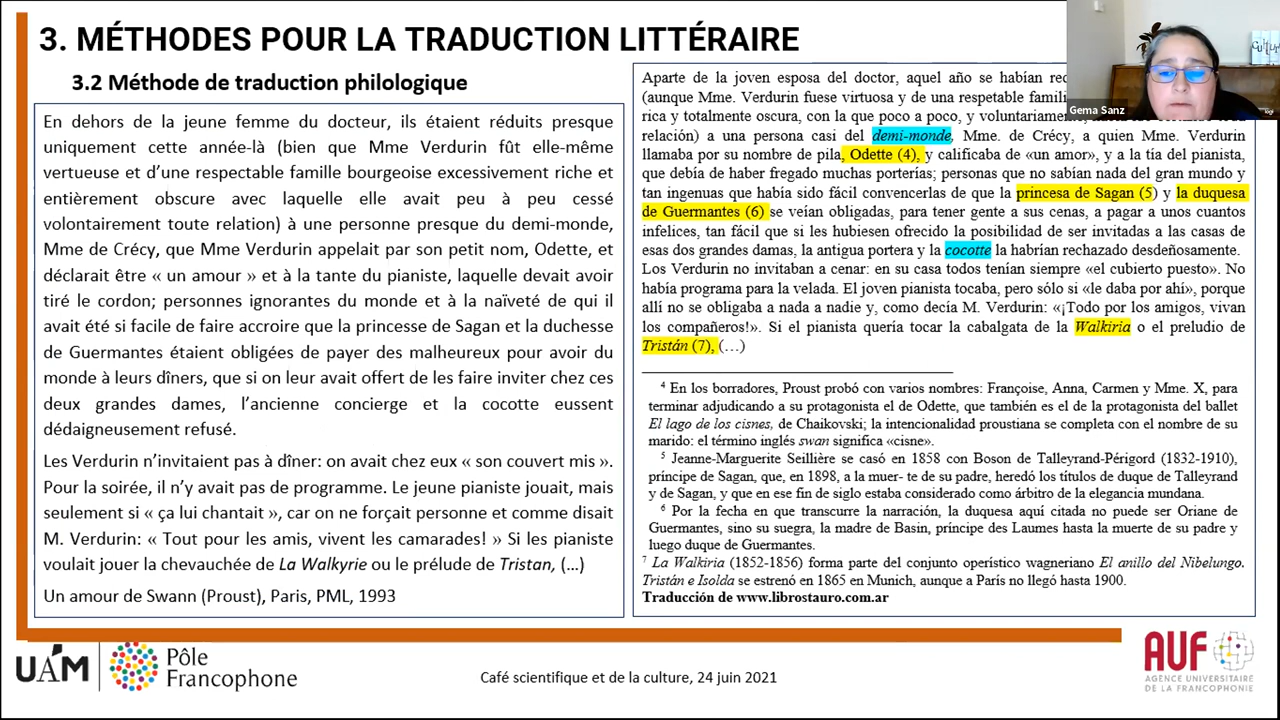 3. MÉTHODES POUR LA TRADUCTION LITTÉRAIRE
3.2 Méthode de traduction philologique
En dehors de la jeune femme du docteur, ils étaient réduits presque
uniquement cette année-là (bien que Mme Verdurin fût elle-même
vertueuse et d'une respectable famille bourgeoise excessivement riche et
entièrement obscure avec laquelle elle avait peu à peu cessé
volontairement toute relation) à une personne presque du demi-monde,
Mme de Crécy, que Mme Verdurin appelait par son petit nom, Odette, et
déclarait être « un amour » et à la tante du pianiste, laquelle devait avoir
tiré le cordon; personnes ignorantes du monde et à la naïveté de qui il
avait été si facile de faire accroire que la princesse de Sagan et la duchesse
de Guermantes étaient obligées de payer des malheureux pour avoir du
monde à leurs dîners, que si on leur avait offert de les faire inviter chez ces
deux grandes dames, l'ancienne concierge et la cocotte eussent
dédaigneusement refusé.
Les Verdurin n'invitaient pas à dîner: on avait chez eux « son couvert mis ».
Pour la soirée, il n'y avait pas de programme. Le jeune pianiste jouait, mais
seulement si « ça lui chantait », car on ne forçait personne et comme disait
M. Verdurin: « Tout pour les amis, vivent les camarades! » Si les pianiste
voulait jouer la chevauchée de La Walkyrie ou le prélude de Tristan, (…)
Un amour de Swann (Proust), Paris, PML, 1993
Aparte de la joven esposa del doctor, aquel año se habían
(aunque Mme. Verdurin fuese virtuosa y de una respetable
rica y totalmente oscura, con la que poco a poco, y
relación) a una persona casi del demi-monde, Mme. de Crécy, a quien Mme. Verdurin
llamaba por su nombre de pila, Odette (4), y calificaba de «un amor», y a la tía del pianista,
que debía de haber fregado muchas porterías; personas que no sabían nada del gran mundo y
tan ingenuas que había sido fácil convencerlas de que la princesa de Sagan (5) y la duquesa
de Guermantes (6) se veían obligadas, para tener gente a sus cenas, a pagar a unos cuantos
infelices, tan fácil que si les hubiesen ofrecido la posibilidad de ser invitadas a las casas de
esas dos grandes damas, la antigua portera y la cocotte la habrían rechazado desdeñosamente.
Los Verdurin no invitaban a cenar: en su casa todos tenían siempre «el cubierto puesto». No
había programa para la velada. El joven pianista tocaba, pero sólo si «le daba por ahí», porque
allí no se obligaba a nada a nadie y, como decía M. Verdurin: «¡Todo por los amigos, vivan
los compañeros!». Si el pianista quería tocar la cabalgata de la Walkiria o el preludio de
Tristán (7), (…)
4 En los borradores, Proust probó con varios nombres: Françoise, Anna, Carmen y Mme. X, para
terminar adjudicando a su protagonista el de Odette, que también es el de la protagonista del ballet
El lago de los cisnes, de Chaikovski; la intencionalidad proustiana se completa con el nombre de su
marido: el término inglés swan significa «cisne».
5 Jeanne-Marguerite Seillière se casó en 1858 con Boson de Talleyrand-Périgord (1832-1910),
príncipe de Sagan, que, en 1898, a la muer- te de su padre, heredó los títulos de duque de Talleyrand
y de Sagan, y que en ese fin de siglo estaba considerado como árbitro de la elegancia mundana.
6 Por la fecha en que transcurre la narración, la duquesa aquí citada no puede ser Oriane de
Guermantes, sino su suegra, la madre de Basin, príncipe des Laumes hasta la muerte de su padre y
luego duque de Guermantes.
7 La Walkiria (1852-1856) forma parte del conjunto operístico wagneriano El anillo del Nibelungo.
Tristán e Isolda se estrenó en 1865 en Munich, aunque a París no llegó hasta 1900.
Traducción de www.librostauro.com.ar
Gema Sanz
UAM
Pôle
Francophone
Café scientifique et de la culture, 24 juin 2021
AUF
AGENCE UNIVERSITAIRE
DE LA FRANCOPHONIE